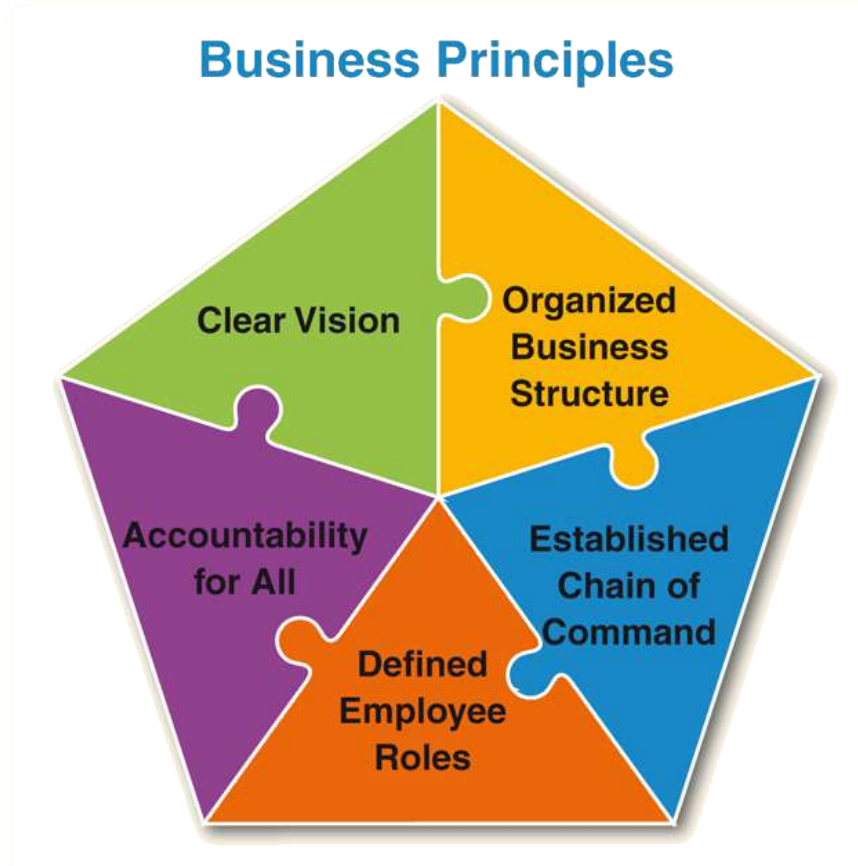 Business Principles
Clear Vision
Organized
Business
Structure
Established
Chain of
Command
Defined
Employee
Roles
Accountability
for All